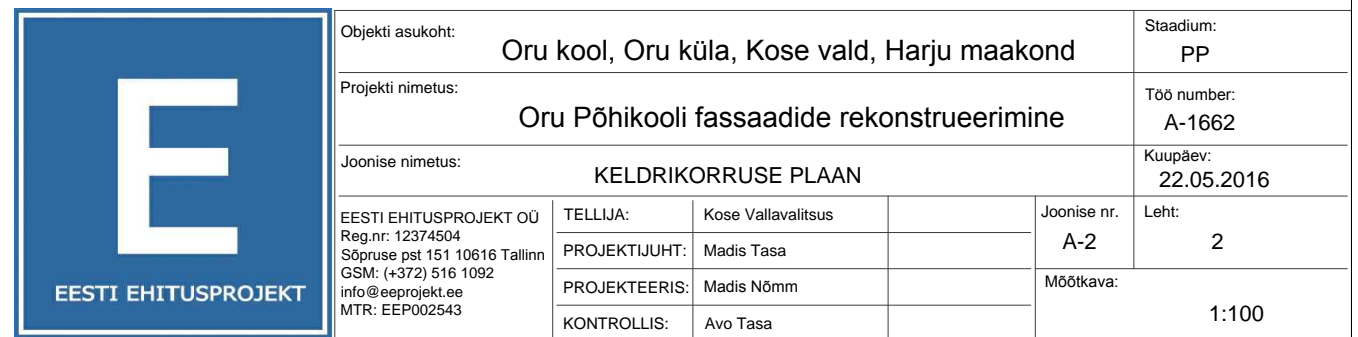 E
EESTI EHITUSPROJEKT
Objekti asukoht:
Oru kool, Oru küla, Kose vald, Harju maakond
Staadium:
PP
Projekti nimetus:
Oru Põhikooli fassaadide rekonstrueerimine
Töö number:
A-1662
Joonise nimetus:
KELDRIKORRUSE PLAAN
Kuupäev:
22.05.2016
EESTI EHITUSPROJEKT OÜ
Reg.nr: 12374504
Sõpruse pst 151 10616 Tallinn
GSM: (+372) 516 1092
info@eeprojekt.ee
MTR: EEP002543
TELLIJA: Kose Vallavalitsus
PROJEKTIJUHT: Madis Tasa
PROJEKTEERIS: Madis Nõmm
KONTROLLIS: Avo Tasa
Joonise nr.
A-2
Leht:
2
Mõõtkava:
1:100